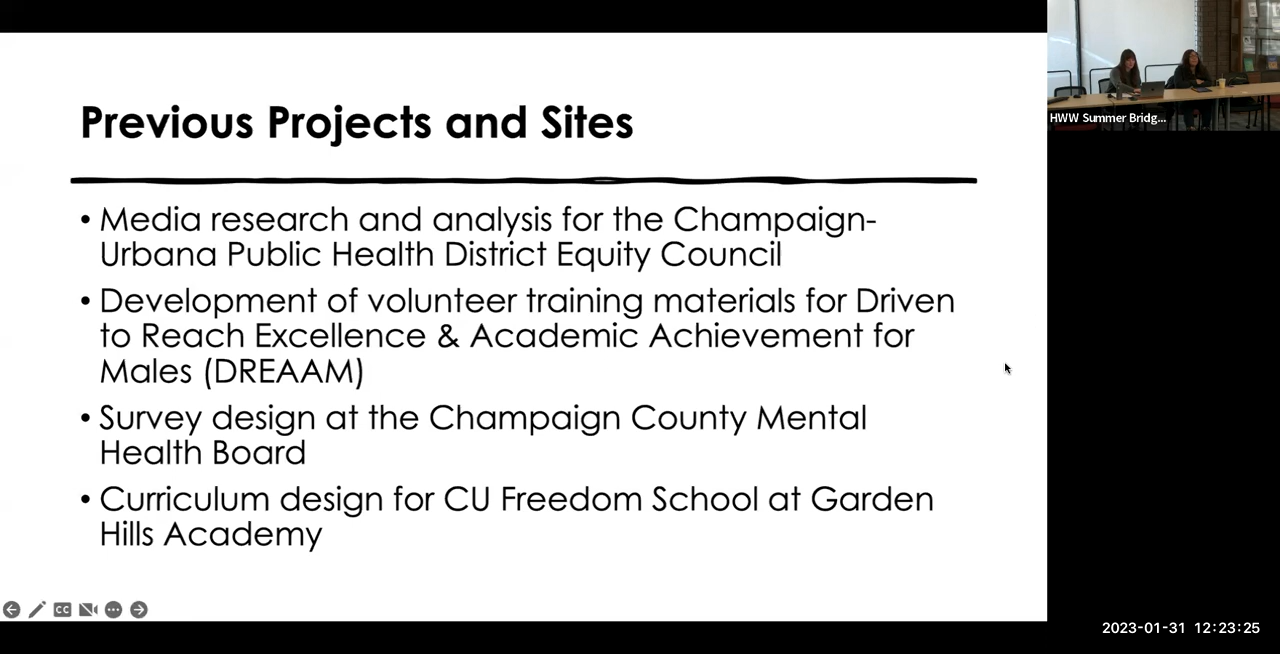 Previous Projects and Sites
• Media research and analysis for the Champaign-
Urbana Public Health District Equity Council
• Development of volunteer training materials for Driven
to Reach Excellence & Academic Achievement for
Males (DREAAM)
• Survey design at the Champaign County Mental
Health Board
• Curriculum design for CU Freedom School at Garden
Hills Academy
HWW Summer Bridg...
CC
2023-01-31 12:23:25